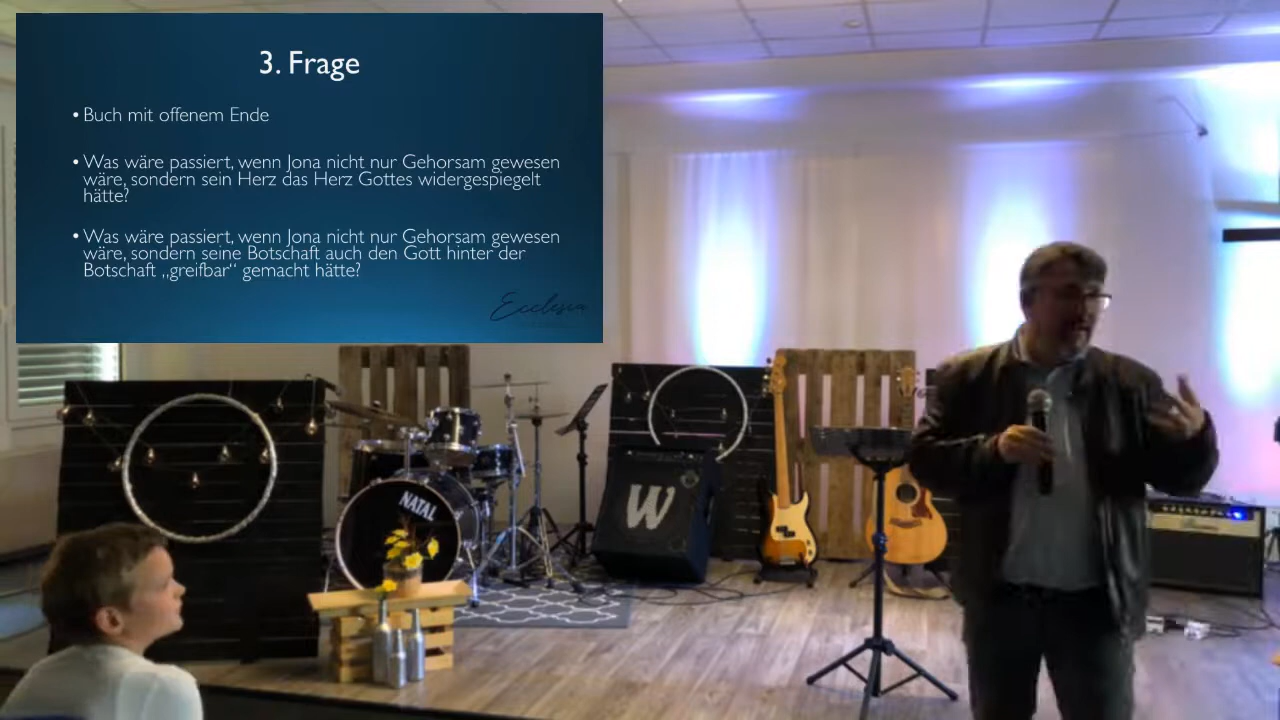 3. Frage
• Buch mit offenem Ende
• Was wäre passiert, wenn Jona nicht nur Gehorsam gewesen
wäre, sondern sein Herz das Herz Gottes widergespiegelt
hätte?
• Was wäre passiert, wenn Jona nicht nur Gehorsam gewesen
wäre, sondern seine Botschaft auch den Gott hinter der
Botschaft „greifbar“ gemacht hätte?
Ecclesia
NATAL
W